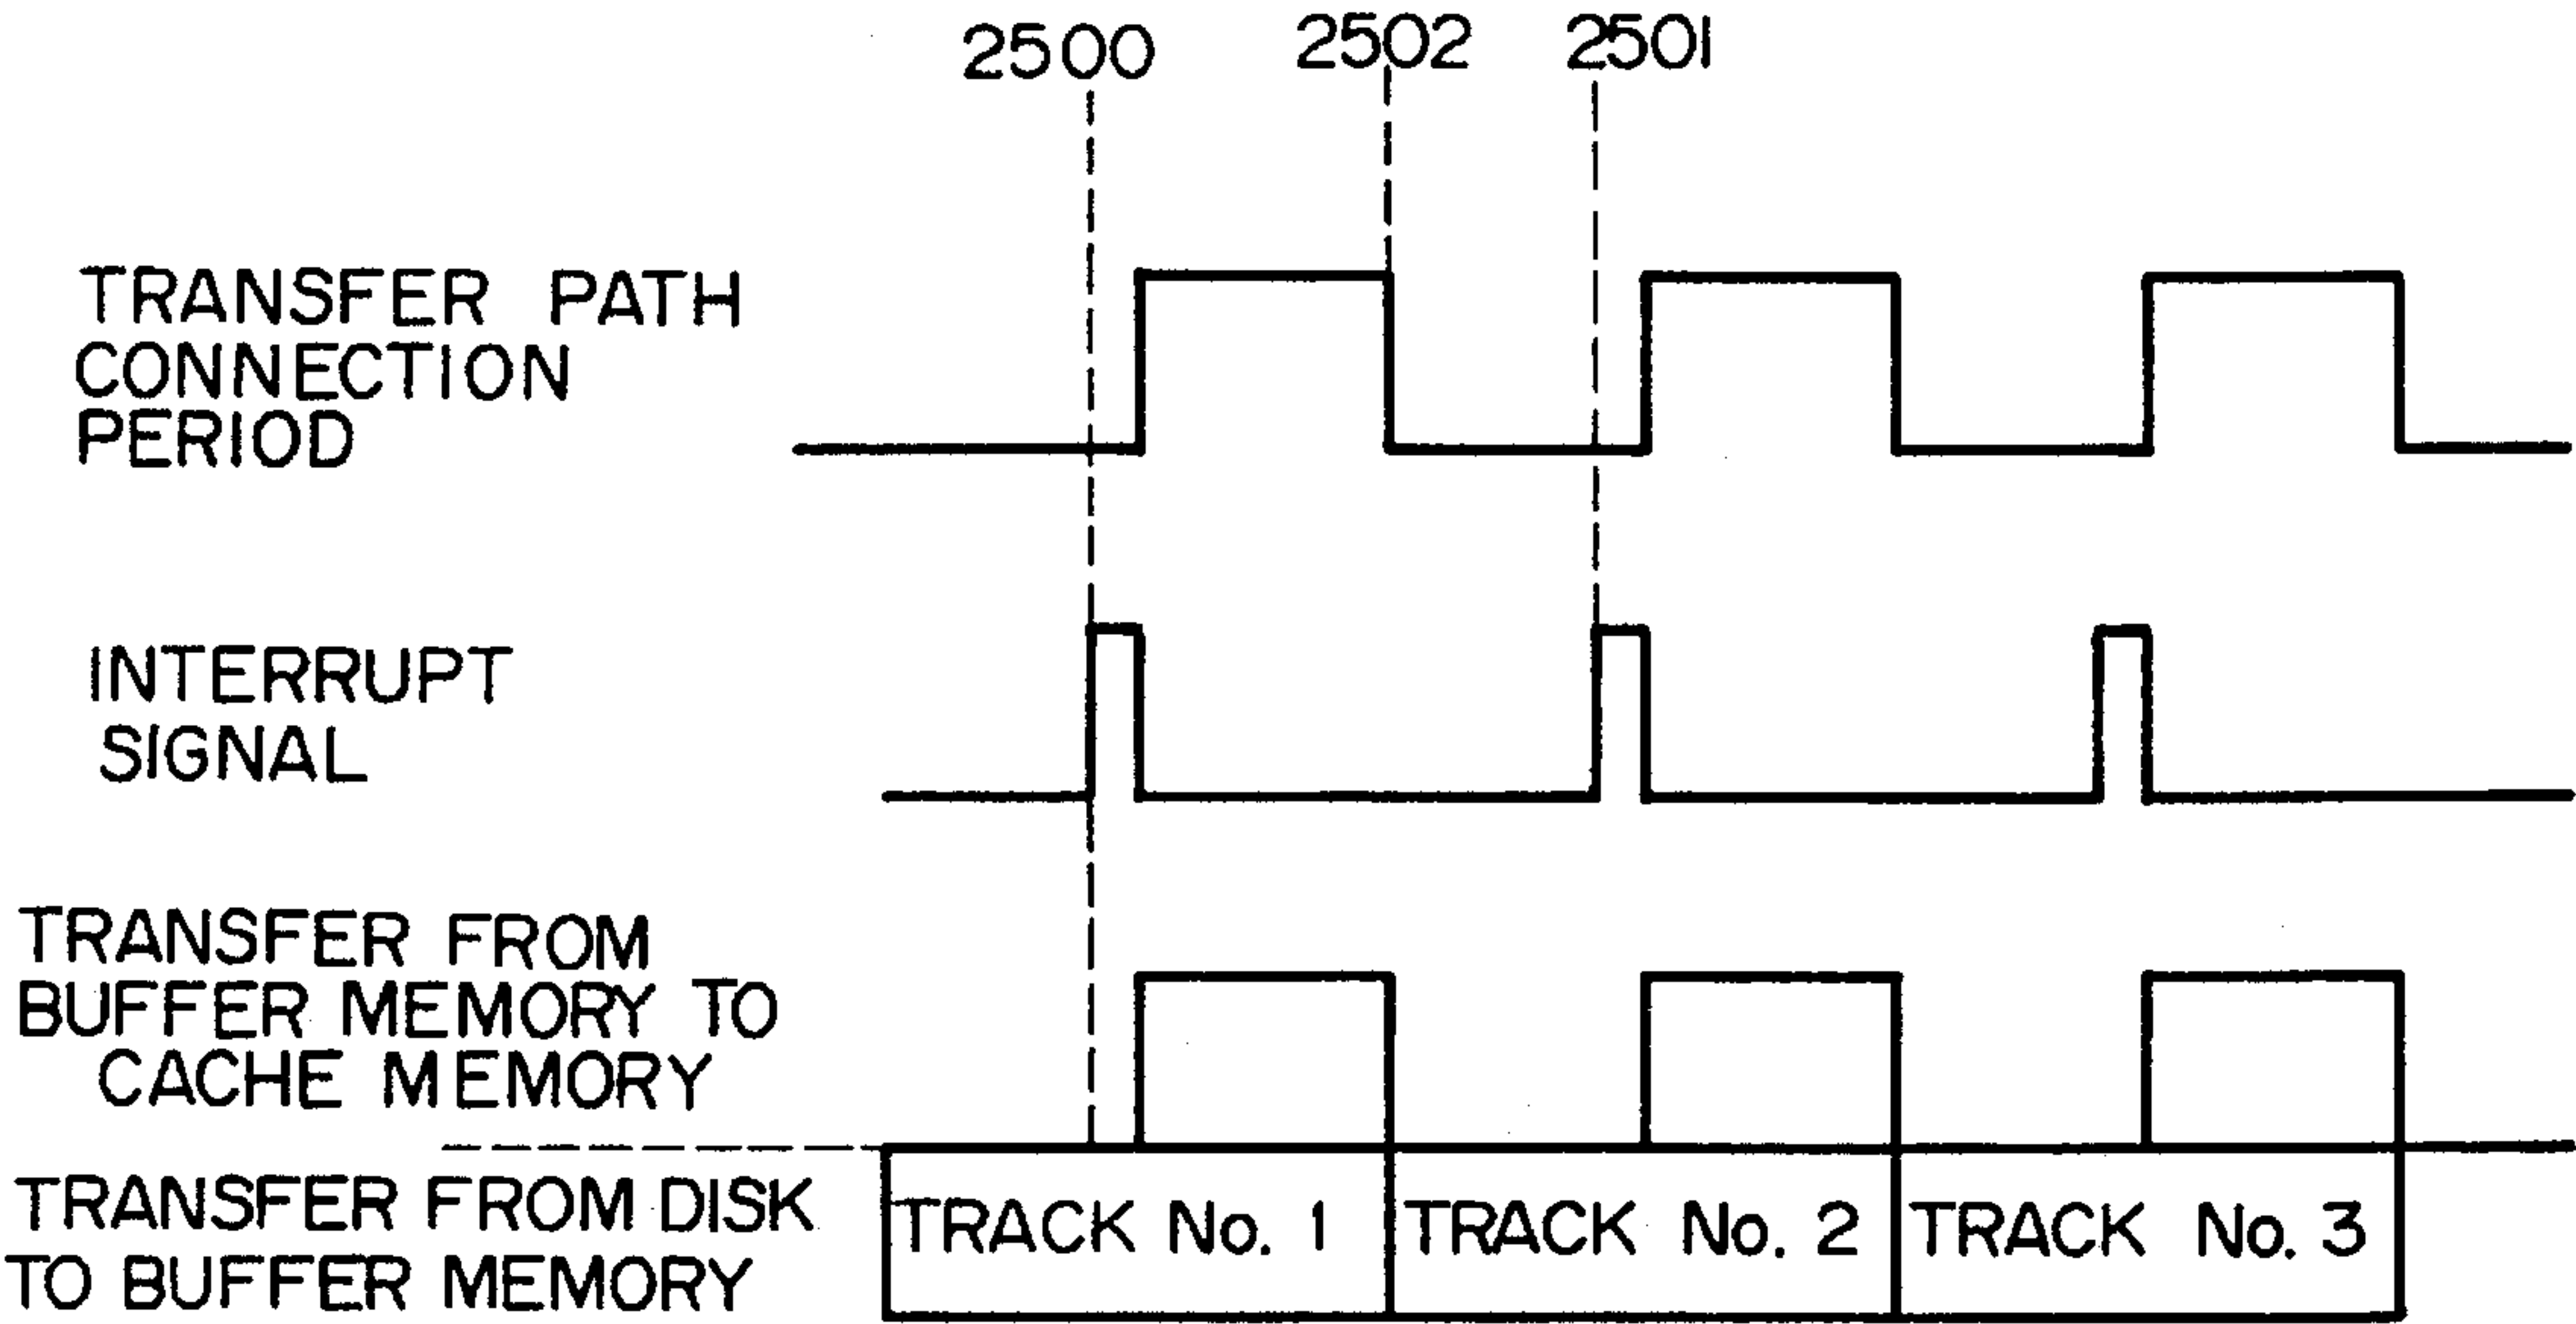 2500 2502 2501
TRANSFER PATH
CONNECTION
PERIOD
INTERRUPT
SIGNAL
TRANSFER FROM
BUFFER MEMORY TO
CACHE MEMORY
TRANSFER FROM DISK
TO BUFFER MEMORY
TRACK No. 1 TRACK No. 2 TRACK No. 3